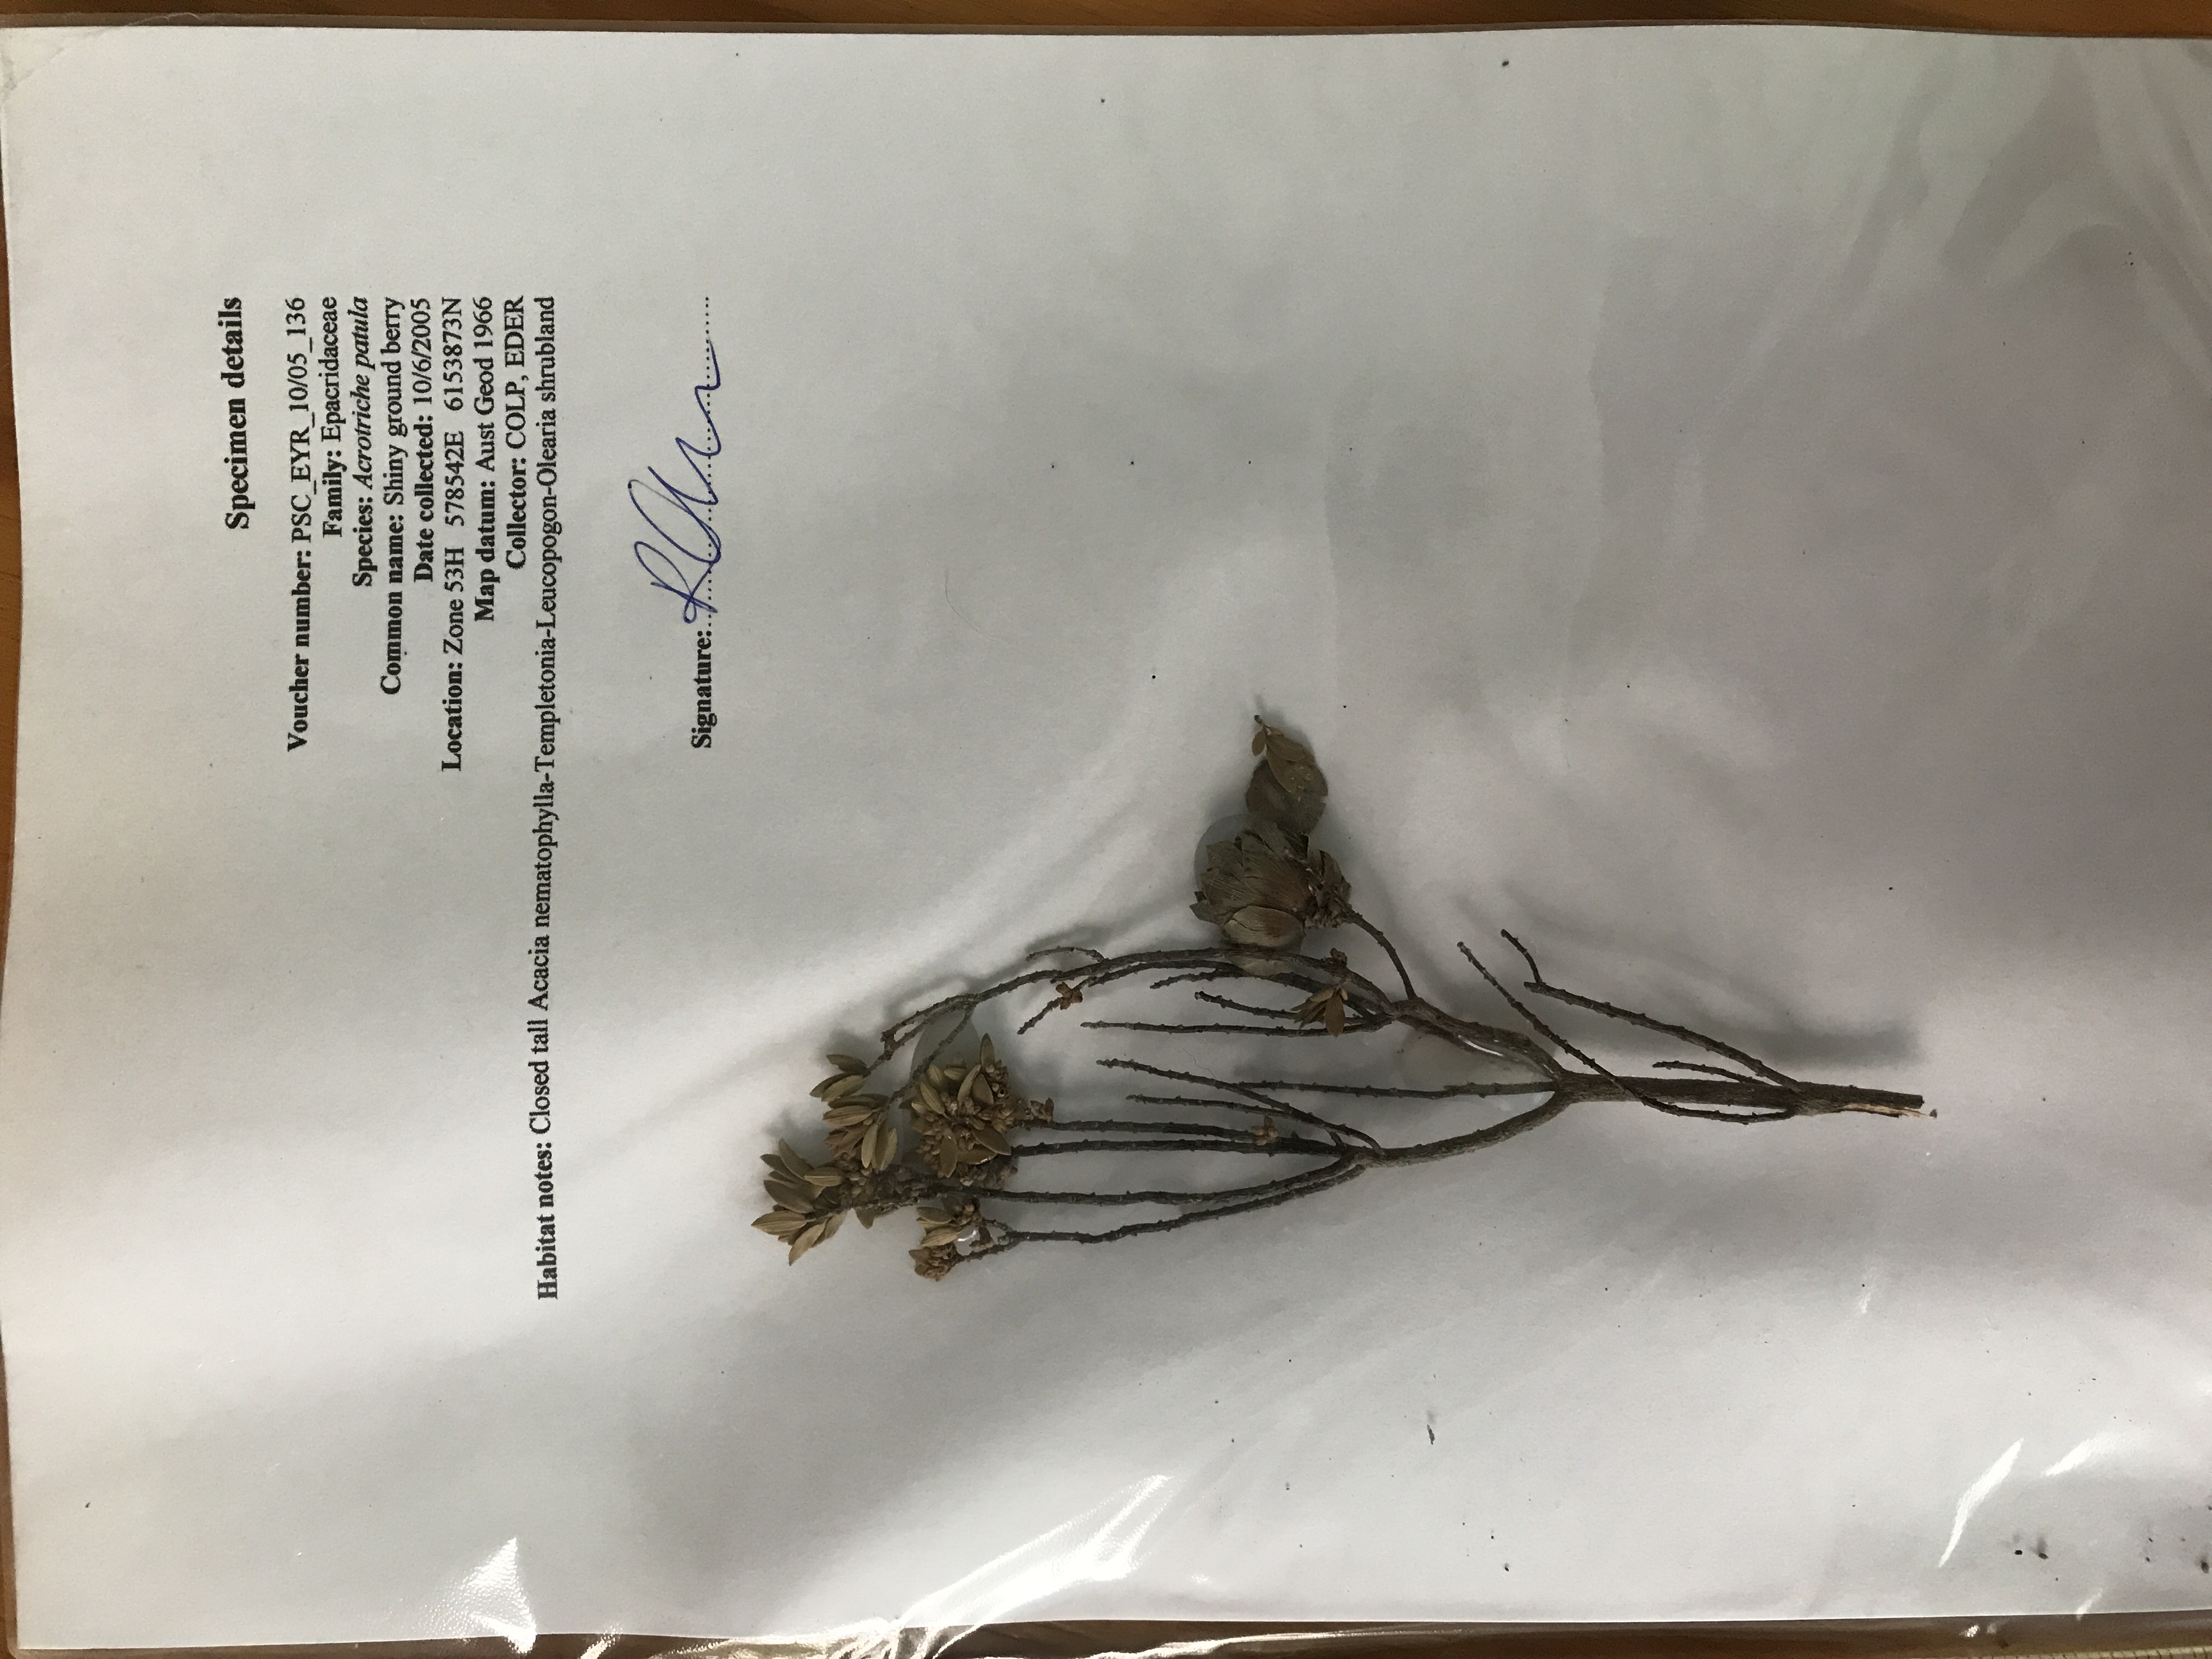 Specimen details
Voucher number: PSC_EYR_10/05_136
Family: Epacridaceae
Species: Acrotriche patula
Common name: Shiny ground berry
Date collected: 10/6/2005
Location: Zone 53H 578542E 6153873N
Map datum: Aust Geod 1966
Collector: COLP, EDER
Habitat notes: Closed tall Acacia nematophylla-Templetonia-Leucopogon-Olearia shrubland
Signature: